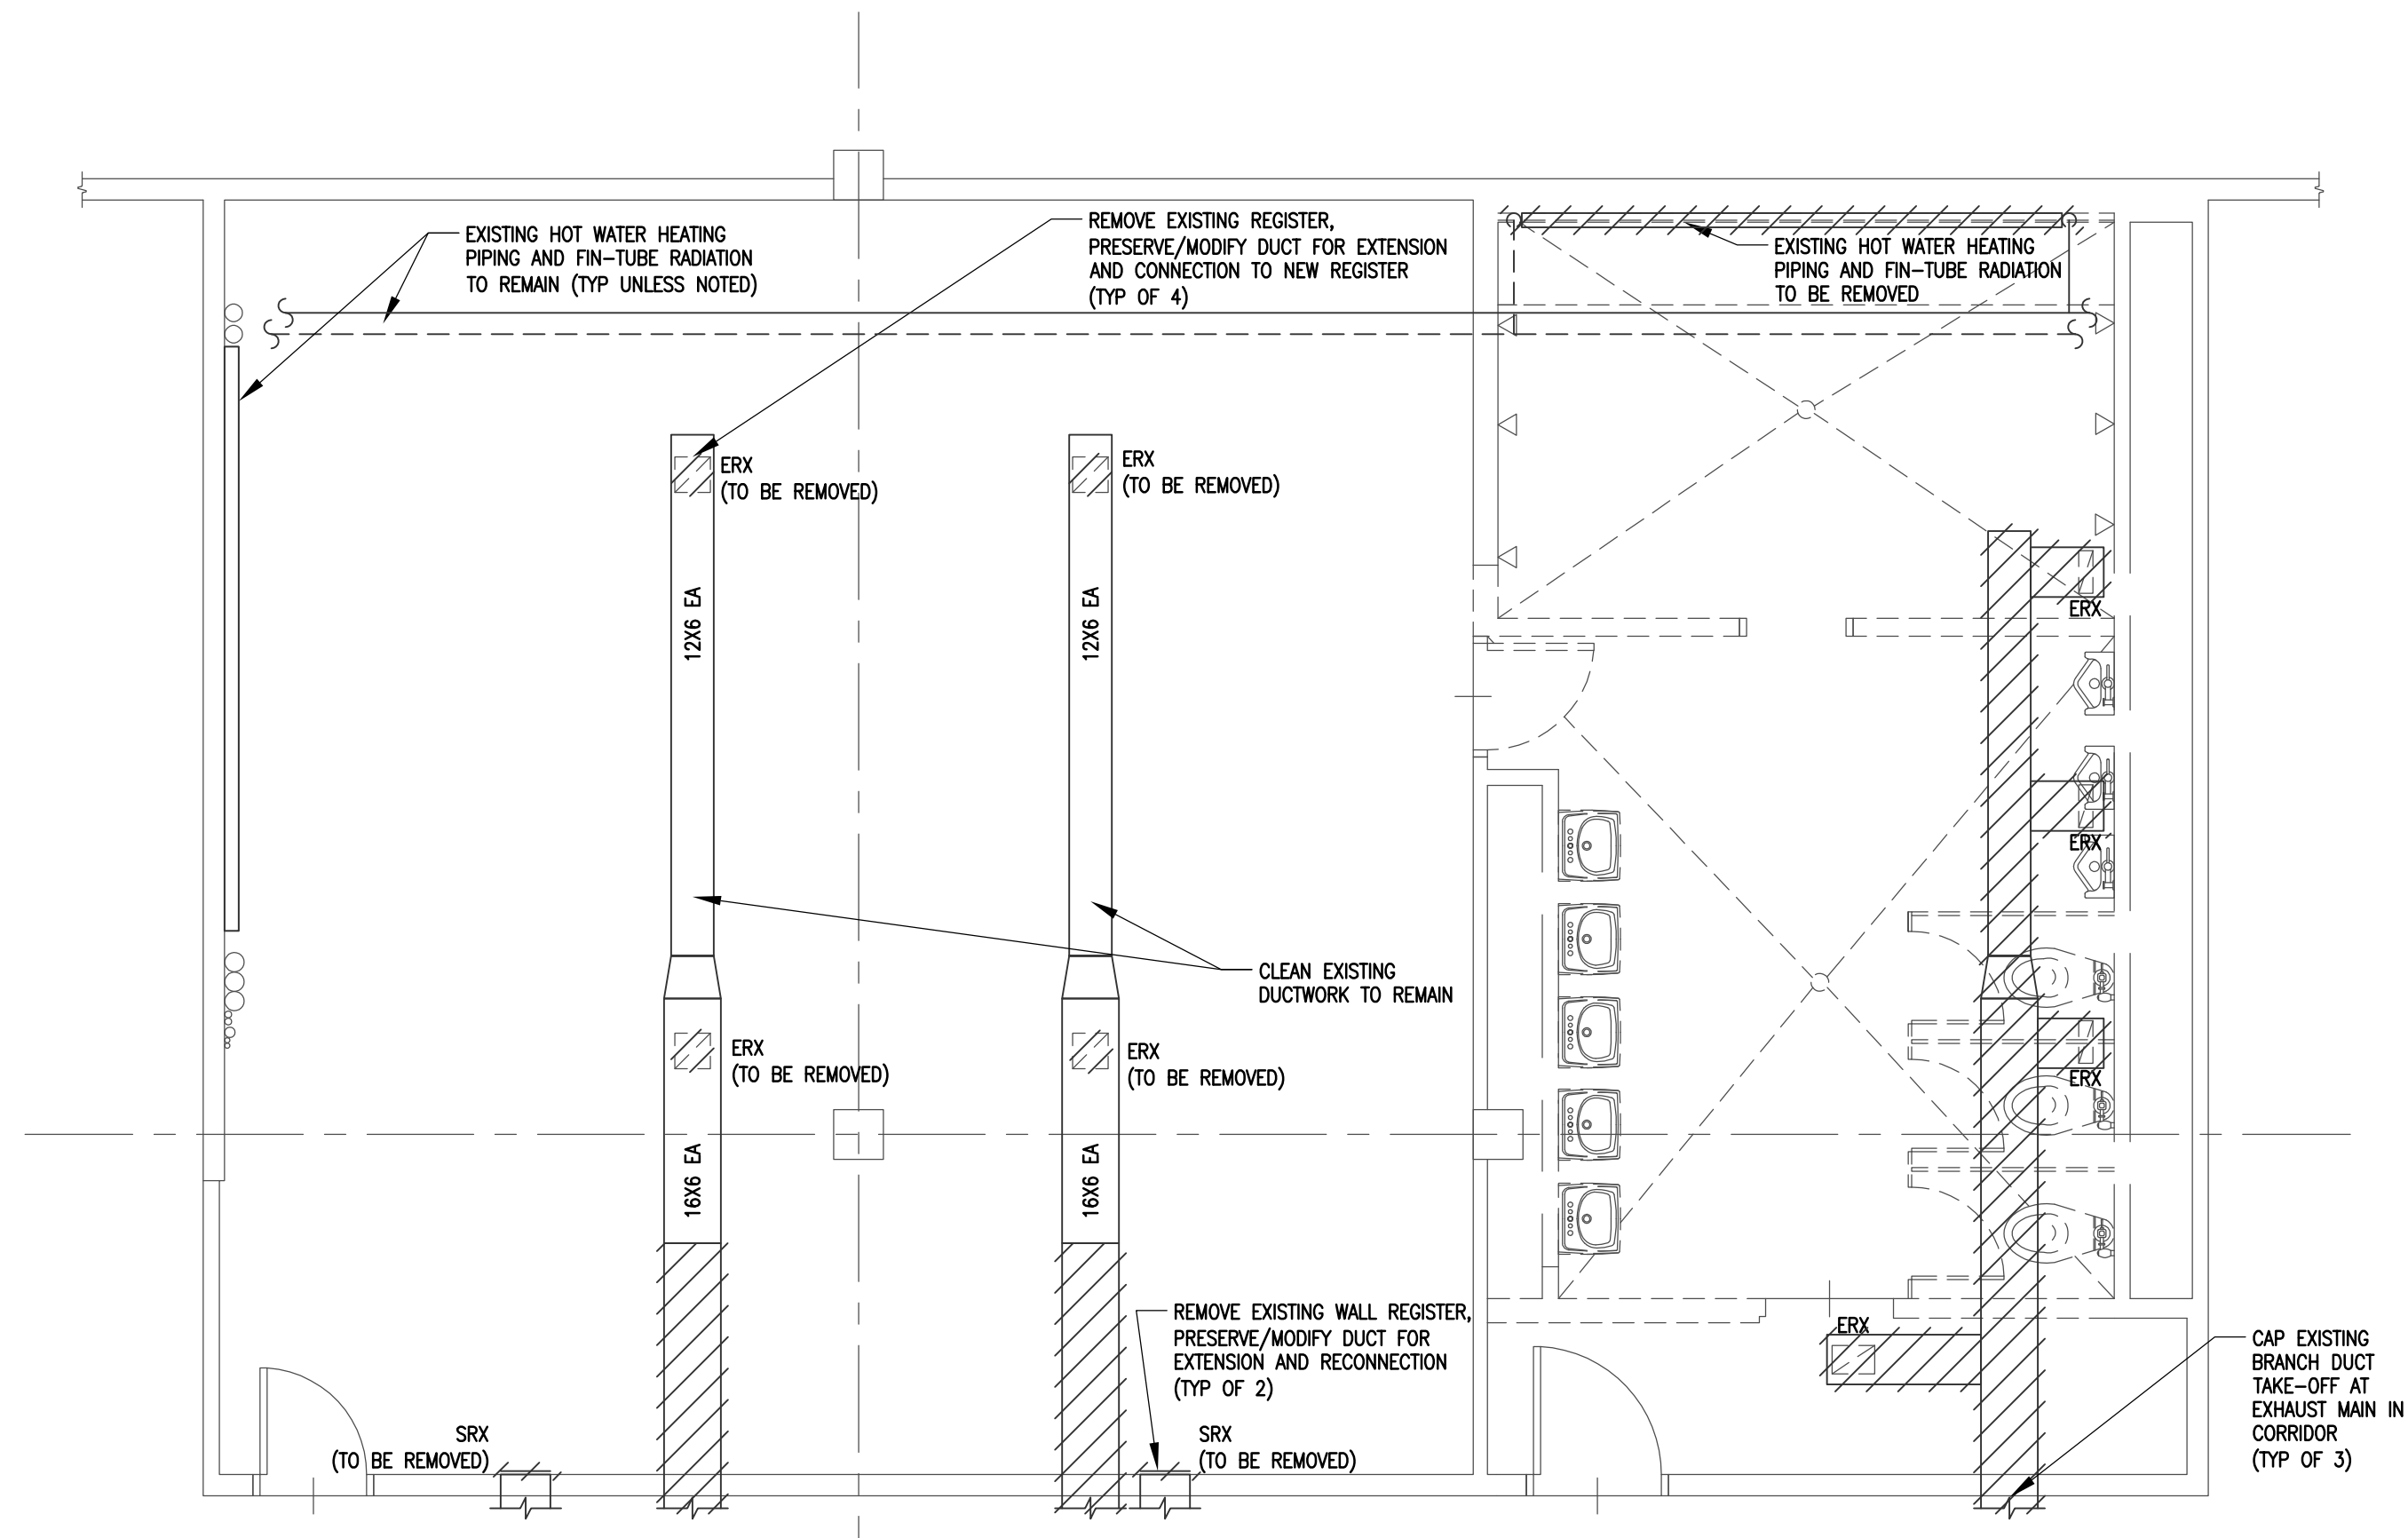 EXISTING HOT WATER HEATING
PIPING AND FIN-TUBE RADIATION
TO REMAIN (TYP UNLESS NOTED)
REMOVE EXISTING REGISTER,
PRESERVE/MODIFY DUCT FOR EXTENSION
AND CONNECTION TO NEW REGISTER
(TYP OF 4)
EXISTING HOT WATER HEATING
PIPING AND FIN-TUBE RADIATION
TO BE REMOVED
ERX
(TO BE REMOVED)
ERX
(TO BE REMOVED)
12X6 EA
12X6 EA
ERX
ERX
CLEAN EXISTING
DUCTWORK TO REMAIN
ERX
(TO BE REMOVED)
ERX
(TO BE REMOVED)
ERX
16X6 EA
16X6 EA
REMOVE EXISTING WALL REGISTER,
PRESERVE/MODIFY DUCT FOR
EXTENSION AND RECONNECTION
(TYP OF 2)
ERX
CAP EXISTING
BRANCH DUCT
TAKE-OFF AT
EXHAUST MAIN IN
CORRIDOR
(TYP OF 3)
SRX
(TO BE REMOVED)
SRX
(TO BE REMOVED)